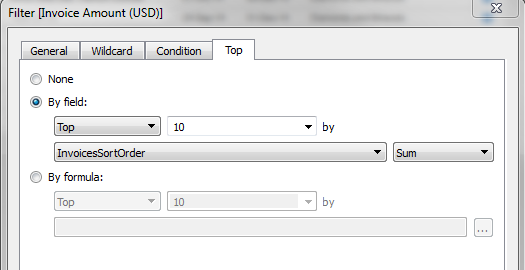 Filter [Invoice Amount (USD)]
General Wildcard Condition Top
None
By field:
Top 10 by
InvoicesSortOrder Sum
By formula:
Top 10 by
...